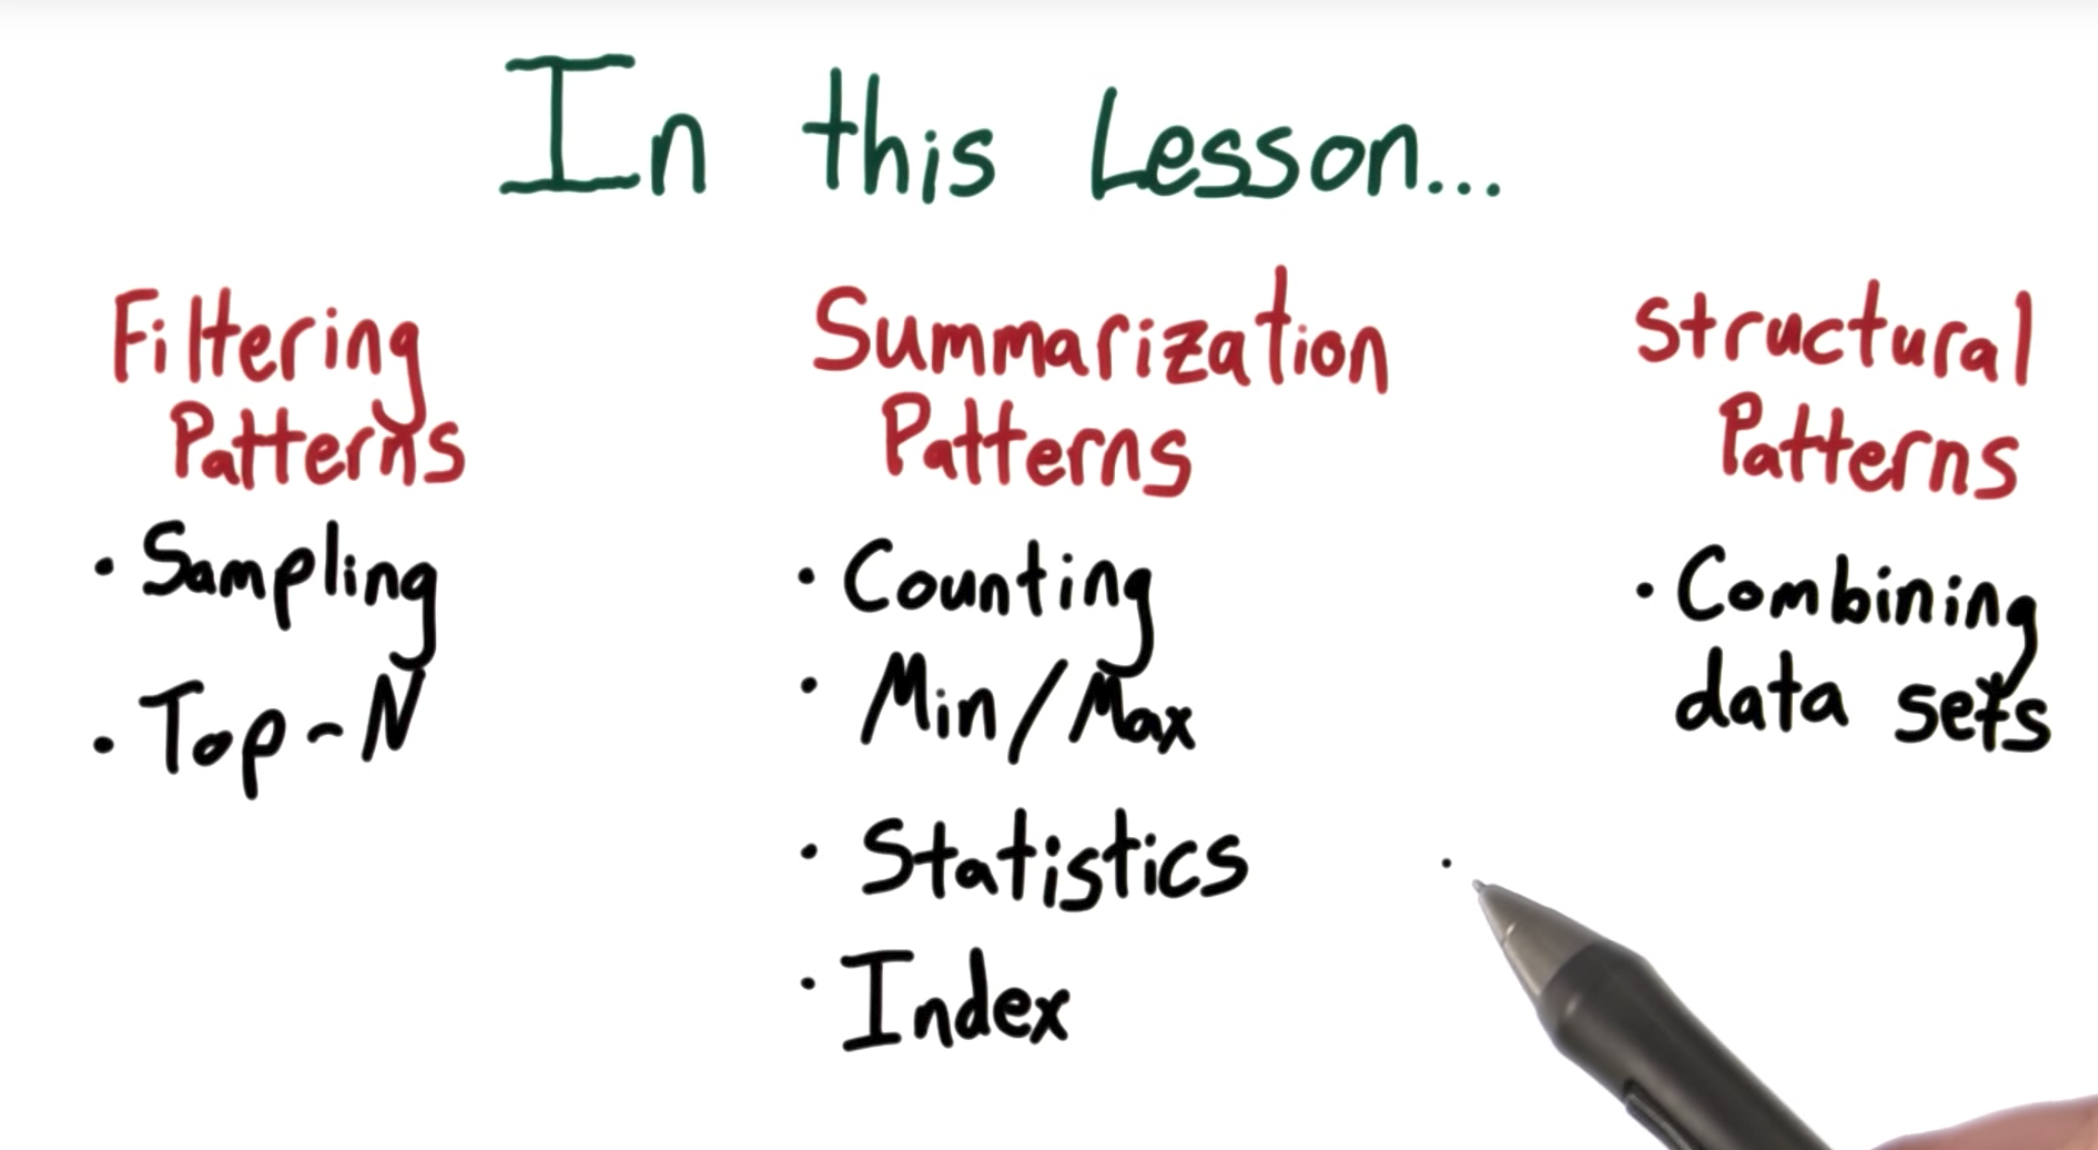 In this Lesson...
Filtering
Patterns
• Sampling
• Top-N
Summarization
Patterns
• Counting
• Min/Max
• Statistics
• Index
Structural
Patterns
• Combining
data sets